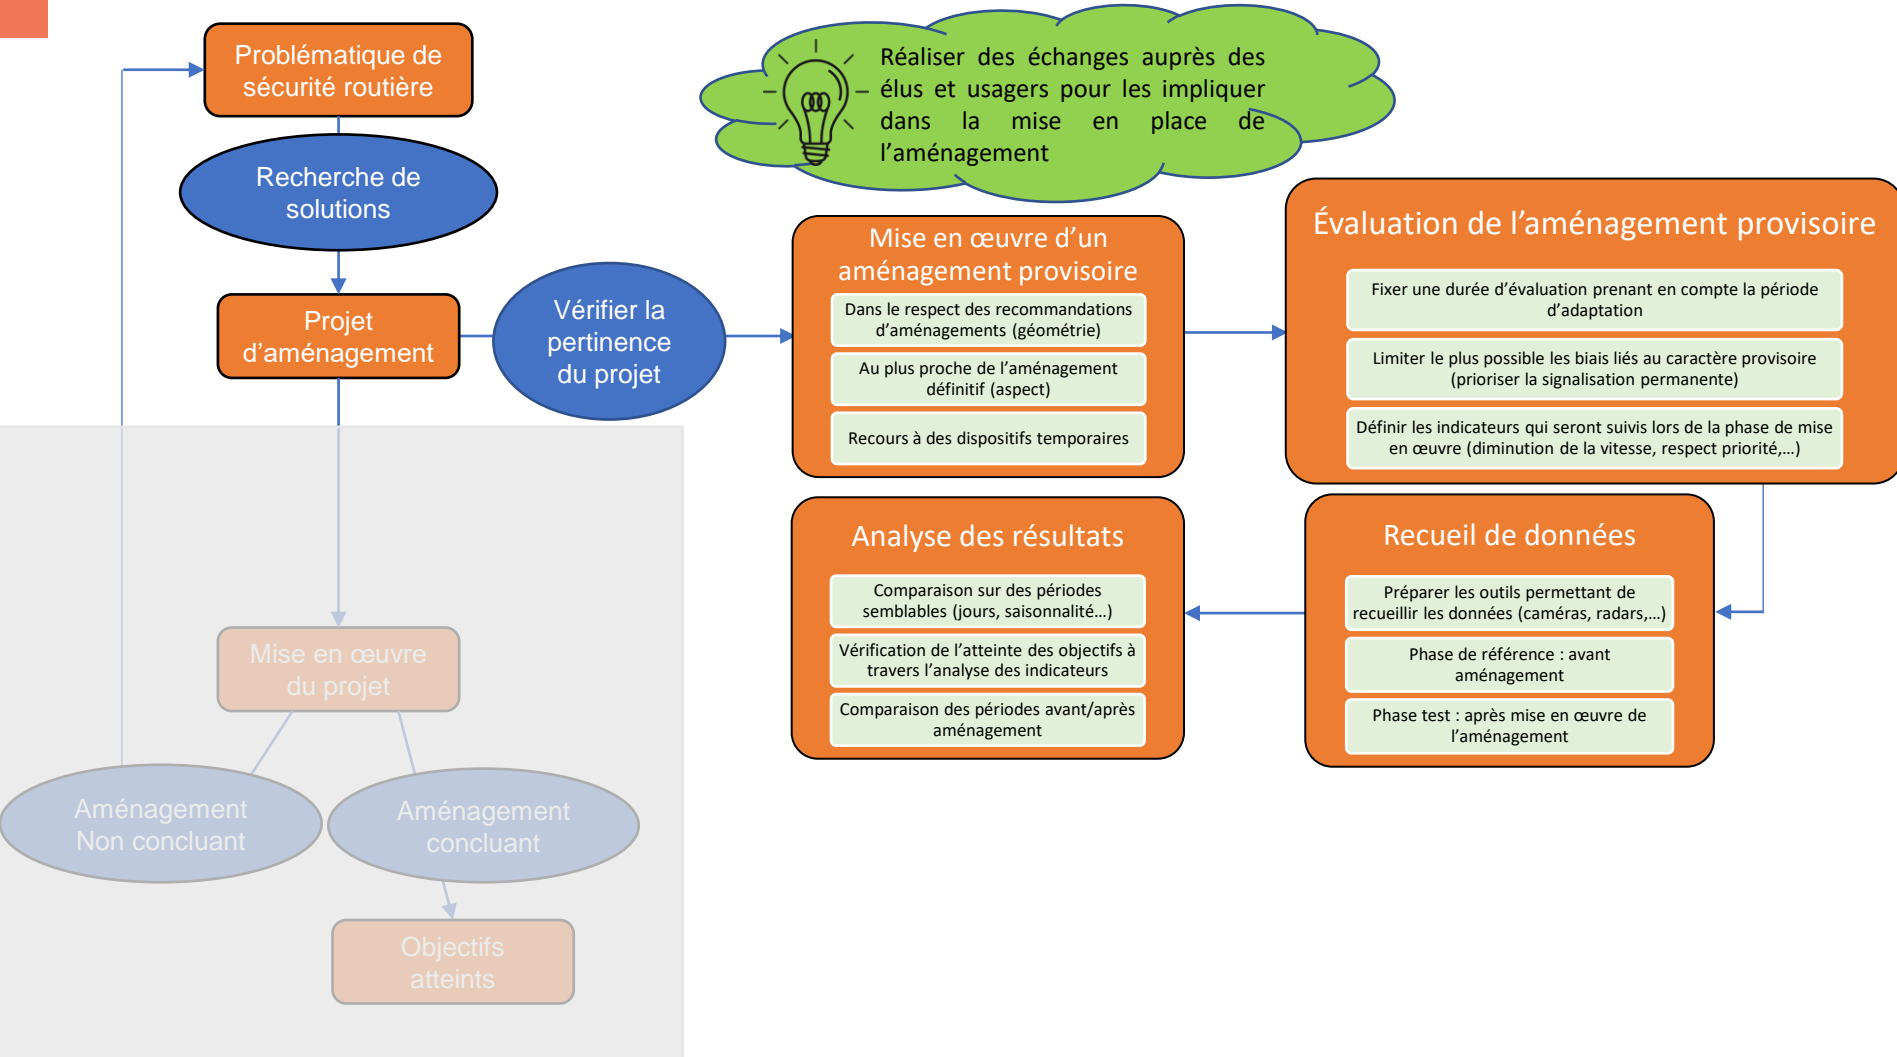 Problématique de
sécurité routière
Recherche de
solutions
Projet
d’aménagement
Vérifier la
pertinence
du projet
Réaliser des échanges auprès des
élus et usagers pour les impliquer
dans la mise en place de
l’aménagement
Mise en œuvre d’un
aménagement provisoire
Dans le respect des recommandations
d’aménagements (géométrie)
Au plus proche de l’aménagement
définitif (aspect)
Recours à des dispositifs temporaires
Évaluation de l’aménagement provisoire
Fixer une durée d’évaluation prenant en compte la période
d’adaptation
Limiter le plus possible les biais liés au caractère provisoire
(prioriser la signalisation permanente)
Définir les indicateurs qui seront suivis lors de la phase de mise
en œuvre (diminution de la vitesse, respect priorité,…)
Recueil de données
Préparer les outils permettant de
recueillir les données (caméras, radars,…)
Phase de référence : avant
aménagement
Phase test : après mise en œuvre de
l’aménagement
Analyse des résultats
Comparaison sur des périodes
semblables (jours, saisonnalité…)
Vérification de l’atteinte des objectifs à
travers l’analyse des indicateurs
Comparaison des périodes avant/après
aménagement
Mise en œuvre
du projet
Aménagement
Non concluant
Aménagement
concluant
Objectifs
atteints